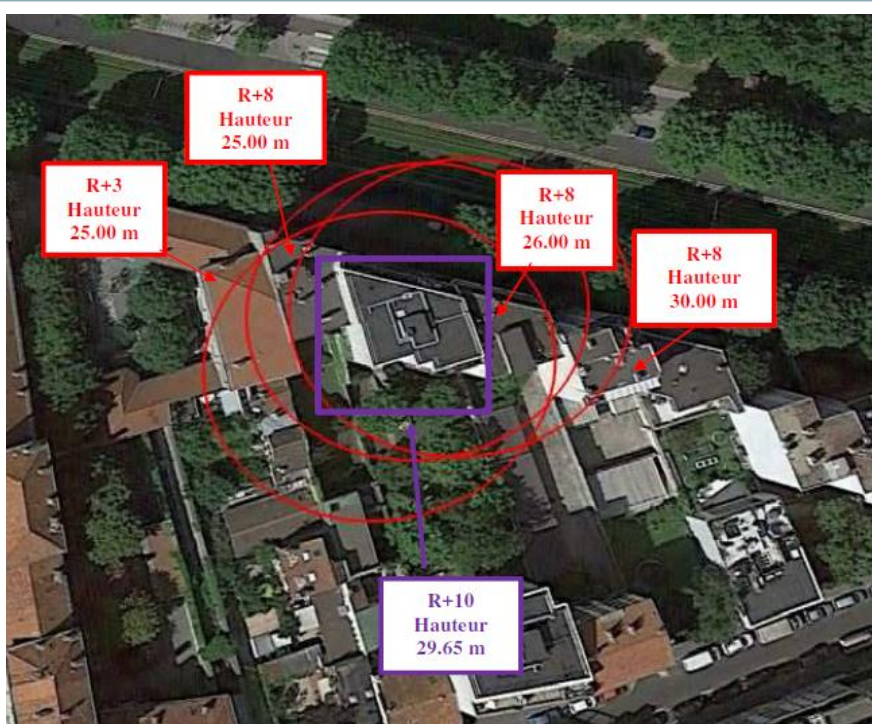 R+8
Hauteur
25.00 m
R+3
Hauteur
25.00 m
R+8
Hauteur
26.00 m
R+8
Hauteur
30.00 m
R+10
Hauteur
29.65 m